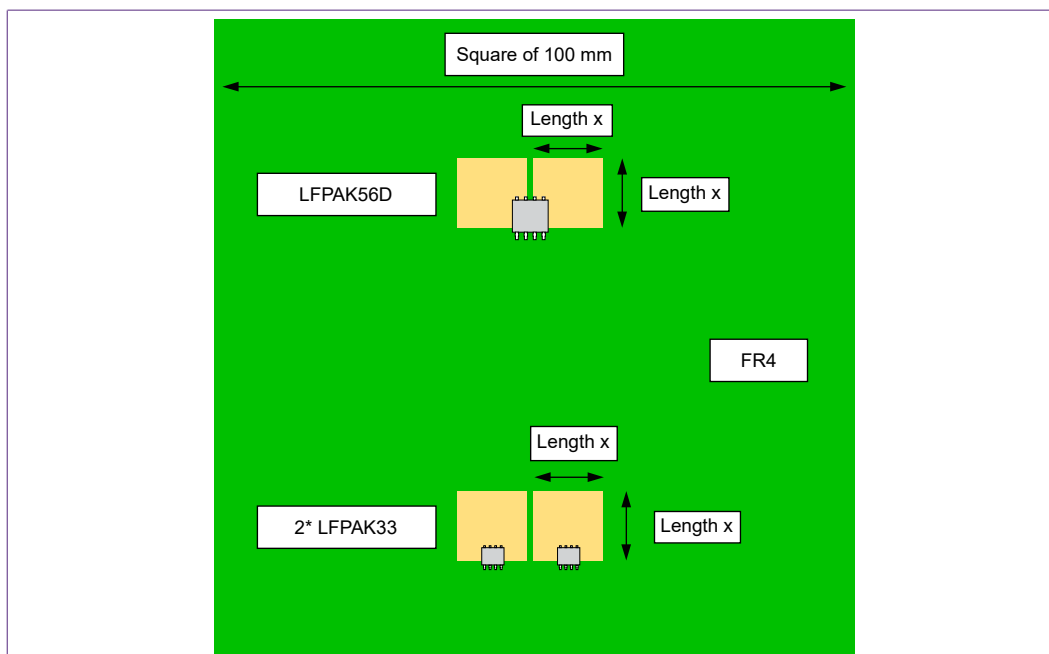 Square of 100 mm
Length x
LFPAK56D
Length x
FR4
Length x
2* LFPAK33
Length x